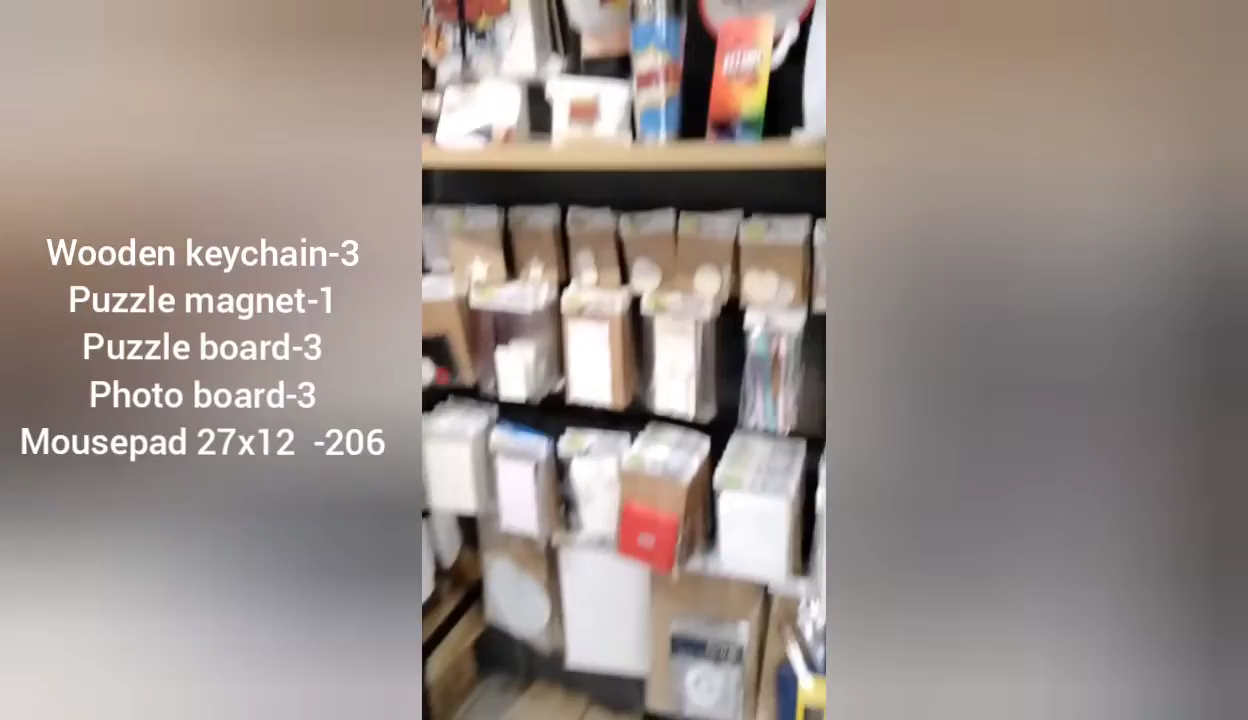 Wooden keychain-3
Puzzle magnet-1
Puzzle board-3
Photo board-3
Mousepad 27x12  -206